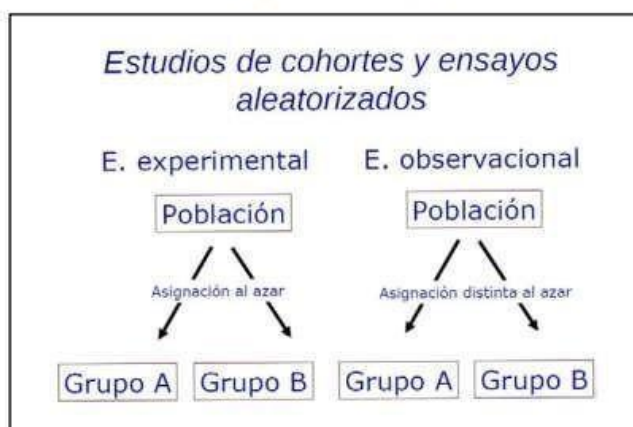 Estudios de cohortes y ensayos
aleatorizados
E. experimental
E. observacional
Población
Población
Asignación al azar
Asignación distinta al azar
Grupo A
Grupo B
Grupo A
Grupo B